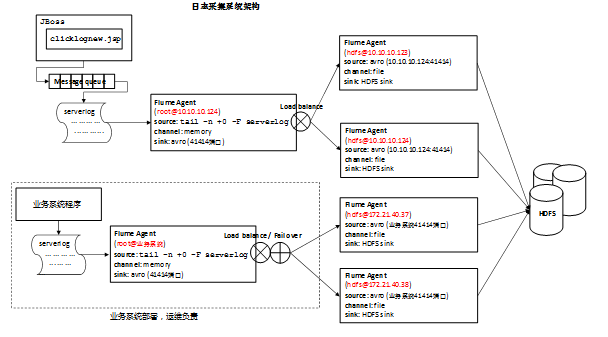 日志采集系统架构
JBoss
clicklognew.jsp
Message queue
serverlog
…………
…………
Flume Agent
(root@10.10.10.124)
source: tail -n +0 -F serverlog
channel: memory
sink: avro (41414端口)
Load balance
Flume Agent
(hdfs@10.10.10.123)
source: avro (10.10.10.124:41414)
channel: file
sink: HDFS sink
Flume Agent
(hdfs@10.10.10.124)
source: avro (10.10.10.124:41414)
channel: file
sink: HDFS sink
HDFS
业务系统程序
serverlog
…………
…………
Flume Agent
(root@业务系统)
source: tail -n +0 -F serverlog
channel: memory
sink: avro (41414端口)
Load balance/ Failover
Flume Agent
(hdfs@172.21.40.37)
source: avro (业务系统41414端口)
channel: file
sink: HDFS sink
Flume Agent
(hdfs@172.21.40.38)
source: avro (业务系统41414端口)
channel: file
sink: HDFS sink
业务系统部署，运维负责